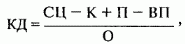 КД = СЦ – К + П – ВП
О ,